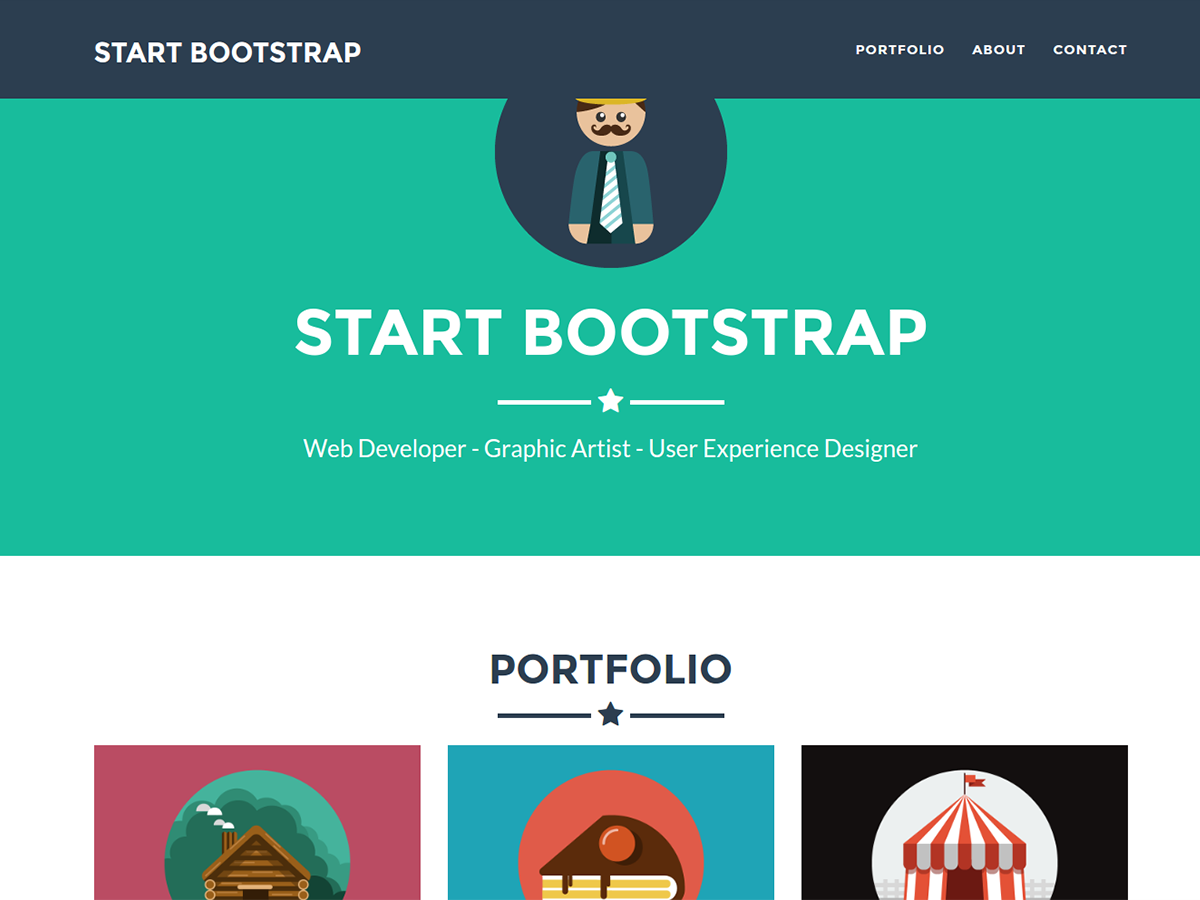 START BOOTSTRAP
PORTFOLIO ABOUT CONTACT
START BOOTSTRAP
Web Developer - Graphic Artist - User Experience Designer
PORTFOLIO